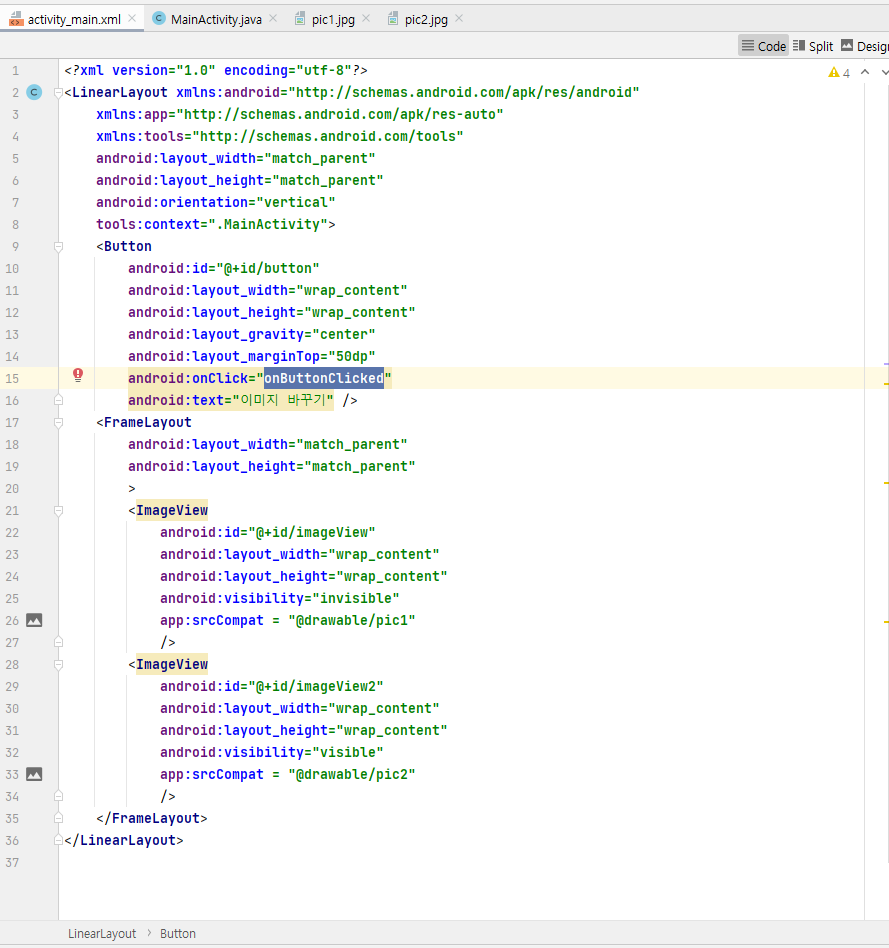 activity_main.xml MainActivity.java pic1.jpg pic2.jpg
Code Split Design
1 <?xml version="1.0" encoding="utf-8"?> 4
2 <LinearLayout xmlns:android="http://schemas.android.com/apk/res/android"
3 xmlns:app="http://schemas.android.com/apk/res-auto"
4 xmlns:tools="http://schemas.android.com/tools"
5 android:layout_width="match_parent"
6 android:layout_height="match_parent"
7 android:orientation="vertical"
8 tools:context=".MainActivity">
9 <Button
10 android:id="@+id/button"
11 android:layout_width="wrap_content"
12 android:layout_height="wrap_content"
13 android:layout_gravity="center"
14 android:layout_marginTop="50dp"
15 android:onClick="onButtonClicked"
16 android:text="이미지 바꾸기" />
17 <FrameLayout
18 android:layout_width="match_parent"
19 android:layout_height="match_parent"
20 >
21 <ImageView
22 android:id="@+id/imageView"
23 android:layout_width="wrap_content"
24 android:layout_height="wrap_content"
25 android:visibility="invisible"
26 app:srcCompat = "@drawable/pic1"
27 />
28 <ImageView
29 android:id="@+id/imageView2"
30 android:layout_width="wrap_content"
31 android:layout_height="wrap_content"
32 android:visibility="visible"
33 app:srcCompat = "@drawable/pic2"
34 />
35 </FrameLayout>
36 </LinearLayout>
37
LinearLayout › Button